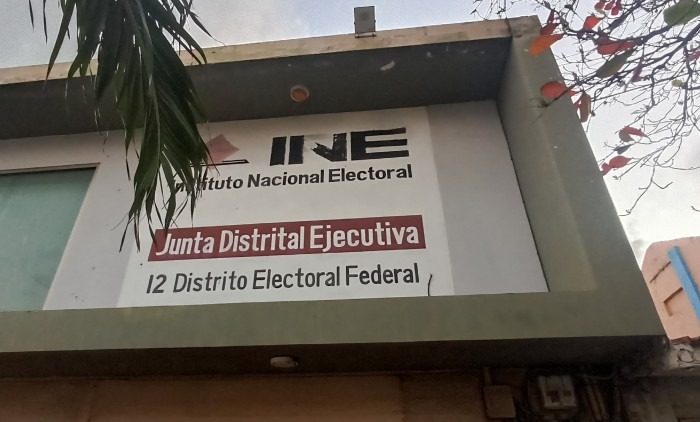 INE
Instituto Nacional Electoral
Junta Distrital Ejecutiva
12 Distrito Electoral Federal